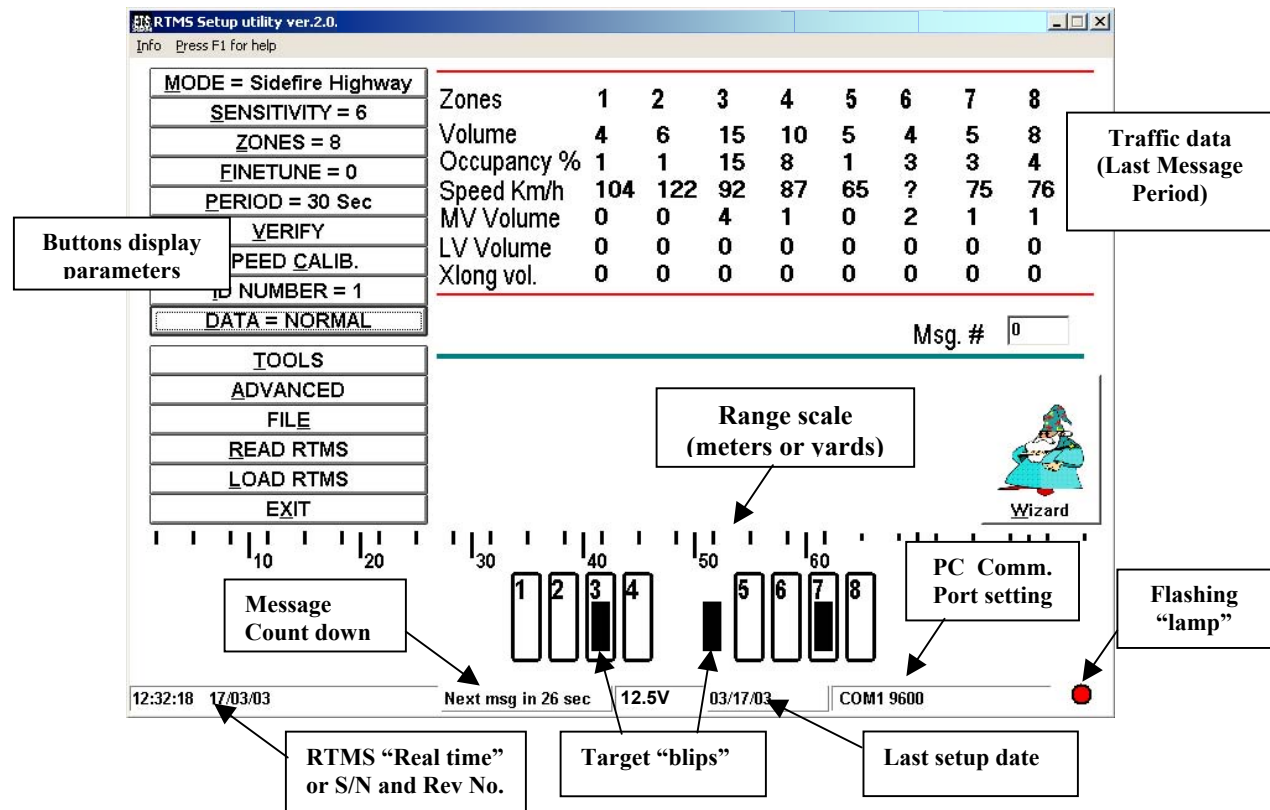 RTMS Setup utility ver.2.0.
Info Press F1 for help
MODE = Sidefire Highway
SENSITIVITY = 6
ZONES = 8
FINETUNE = 0
PERIOD = 30 Sec
VERIFY
PEED CALIB.
ID NUMBER = 1
DATA = NORMAL
TOOLS
ADVANCED
FILE
READ RTMS
LOAD RTMS
EXIT
Buttons display
parameters
Zones 1 2 3 4 5 6 7 8
Volume 4 6 15 10 5 4 5 8
Occupancy % 1 1 15 8 1 3 3 4
Speed Km/h 104 122 92 87 65 ? 75 76
MV Volume 0 0 4 1 0 2 1 1
LV Volume 0 0 0 0 0 0 0 0
Xlong vol. 0 0 0 0 0 0 0 0
Traffic data
(Last Message
Period)
Msg. # 0
Range scale
(meters or yards)
Wizard
10 20 30 40 50 60
1 2 3 4 5 6 7 8
Message
Count down
PC Comm.
Port setting
Flashing
“lamp”
12:32:18 17/03/03 Next msg in 26 sec 12.5V 03/17/03 COM1 9600
RTMS “Real time”
or S/N and Rev No.
Target “blips”
Last setup date